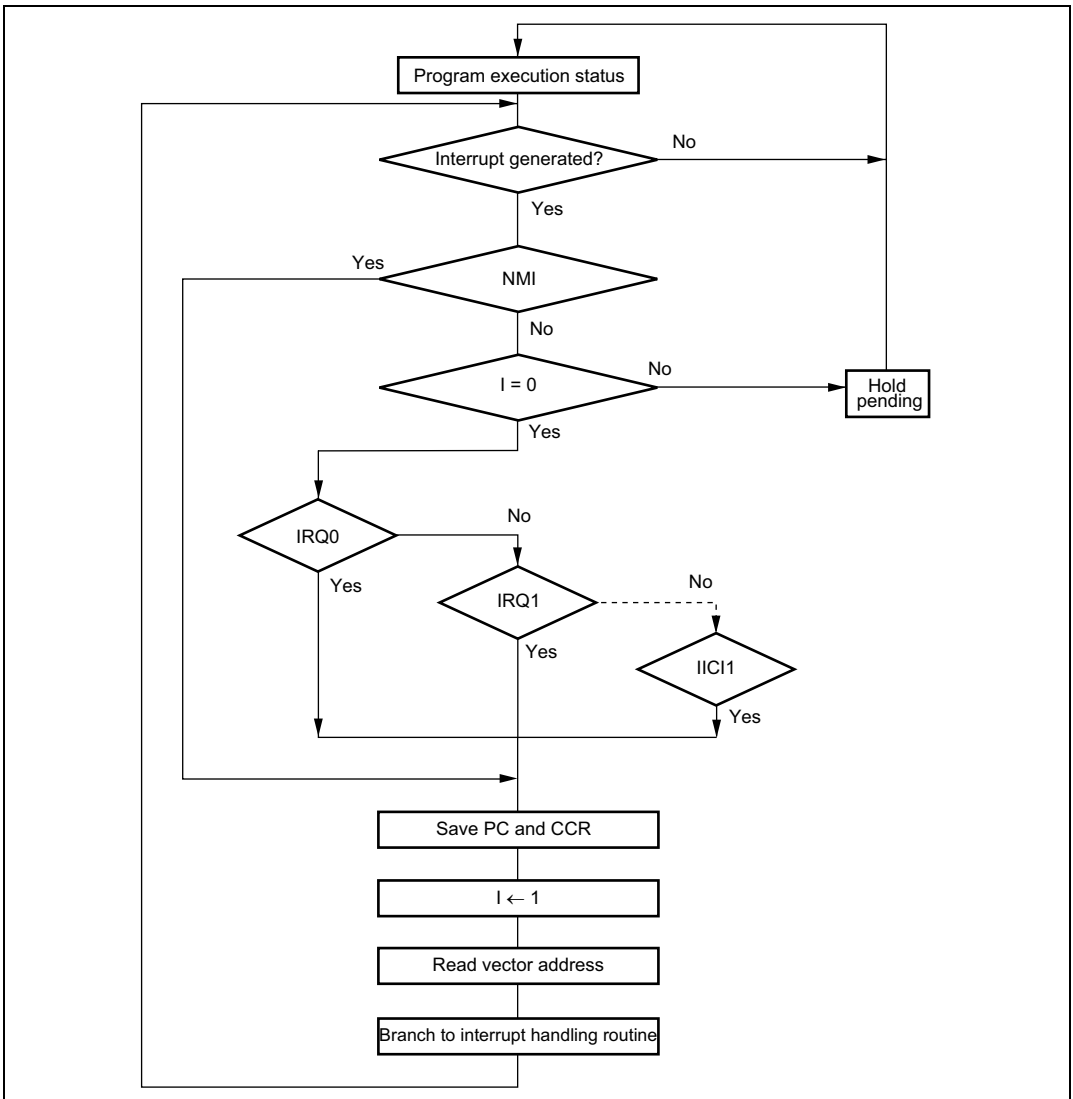 Program execution status
Interrupt generated?
No
Yes
Yes
NMI
No
I = 0
No
Hold
pending
Yes
IRQ0
No
Yes
IRQ1
No
Yes
IICI1
Yes
Save PC and CCR
I ← 1
Read vector address
Branch to interrupt handling routine